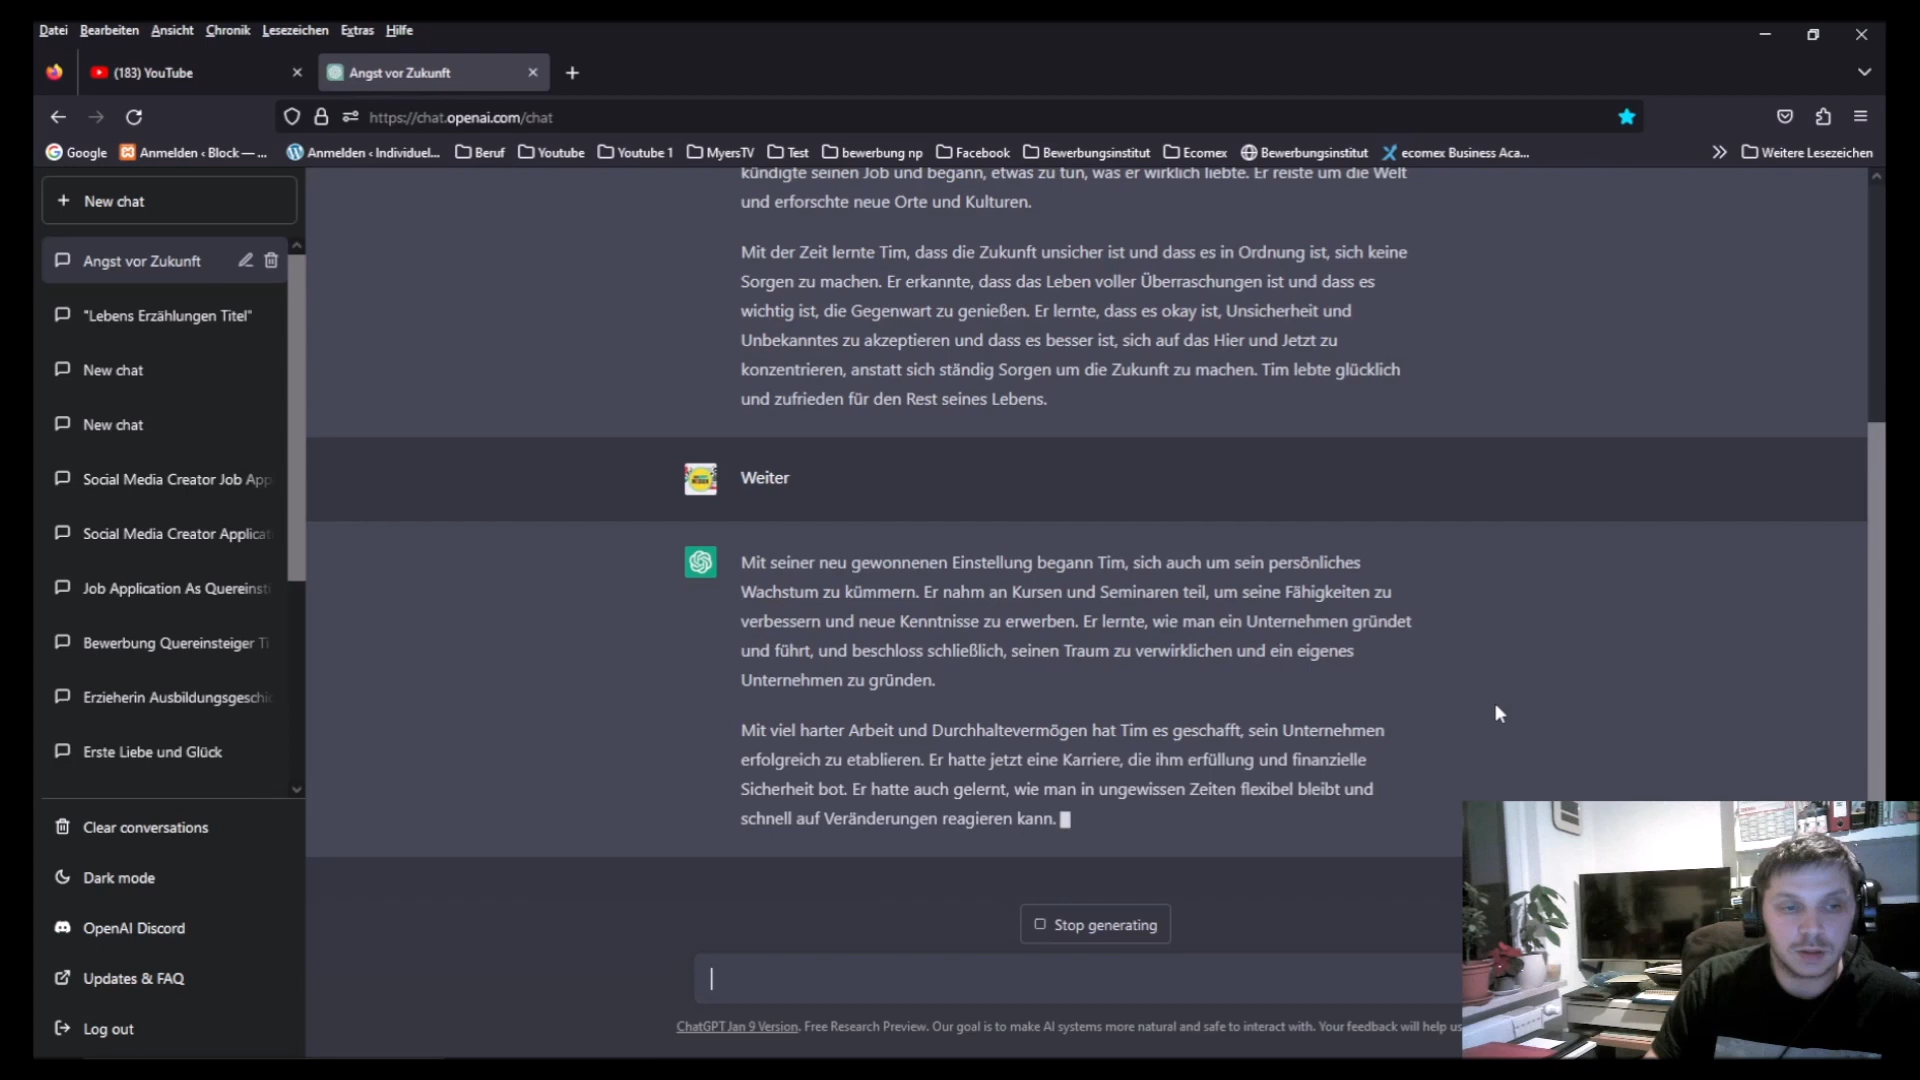 Datei Bearbeiten Ansicht Chronik Lesezeichen Extras Hilfe
(183) YouTube
Angst vor Zukunft
https://chat.openai.com/chat
Google
Anmeldens ‹ Block — ...
Anmelden ‹ Individuel...
Beruf
Youtube
Youtube 1
MyersTV
Test
bewerbung np
Facebook
Bewerbungsinstitut
Ecomex
Bewerbungsinstitut
ecomex Business Aca...
Weitere Lesezeichen
New chat
Angst vor Zukunft
"Lebens Erzählungen Titel"
New chat
New chat
Social Media Creator Job App
Social Media Creator Applicat
Job Application As Quereinsti
Bewerbung Quereinsteiger Ti
Erzieherin Ausbildungsgeschic
Erste Liebe und Glück
Clear conversations
Dark mode
OpenAI Discord
Updates & FAQ
Log out
kündigte seinen Job und begann, etwas zu tun, was er wirklich liebte. Er reiste um die Welt
und erforschte neue Orte und Kulturen.
Mit der Zeit lernte Tim, dass die Zukunft unsicher ist und dass es in Ordnung ist, sich keine
Sorgen zu machen. Er erkannte, dass das Leben voller Überraschungen ist und dass es
wichtig ist, die Gegenwart zu genießen. Er lernte, dass es okay ist, Unsicherheit und
Unbekanntes zu akzeptieren und dass es besser ist, sich auf das Hier und Jetzt zu
konzentrieren, anstatt sich ständig Sorgen um die Zukunft zu machen. Tim lebte glücklich
und zufrieden für den Rest seines Lebens.
Weiter
Mit seiner neu gewonnenen Einstellung begann Tim, sich auch um sein persönliches
Wachstum zu kümmern. Er nahm an Kursen und Seminaren teil, um seine Fähigkeiten zu
verbessern und neue Kenntnisse zu erwerben. Er lernte, wie man ein Unternehmen gründet
und führt, und beschloss schließlich, seinen Traum zu verwirklichen und ein eigenes
Unternehmen zu gründen.
Mit viel harter Arbeit und Durchhaltevermögen hat Tim es geschafft, sein Unternehmen
erfolgreich zu etablieren. Er hatte jetzt eine Karriere, die ihm erfüllung und finanzielle
Sicherheit bot. Er hatte auch gelernt, wie man in ungewissen Zeiten flexibel bleibt und
schnell auf Veränderungen reagieren kann.
Stop generating
ChatGPT Jan 9 Version. Free Research Preview. Our goal is to make AI systems more natural and safe to interact with. Your feedback will help us